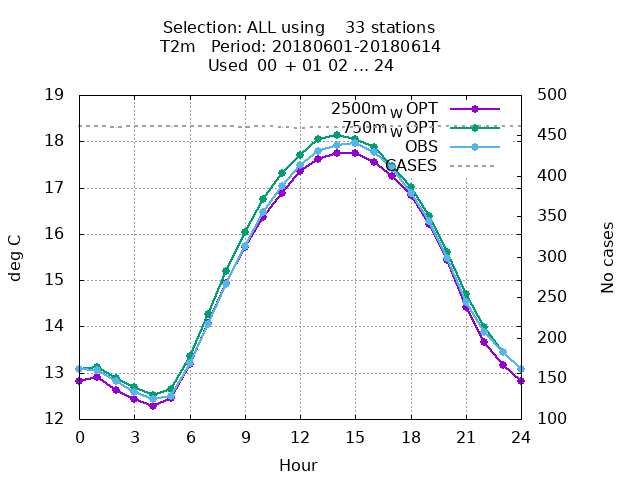 Selection: ALL using 33 stations
T2m Period: 20180601-20180614
Used 00 + 01 02 ... 24
19 500
2500m W OPT
750m W OPT
OBS
CASES
18 450
17 400
350
16 300
15 250
14 200
13 150
12 100
deg C
No cases
0 3 6 9 12 15 18 21 24
Hour